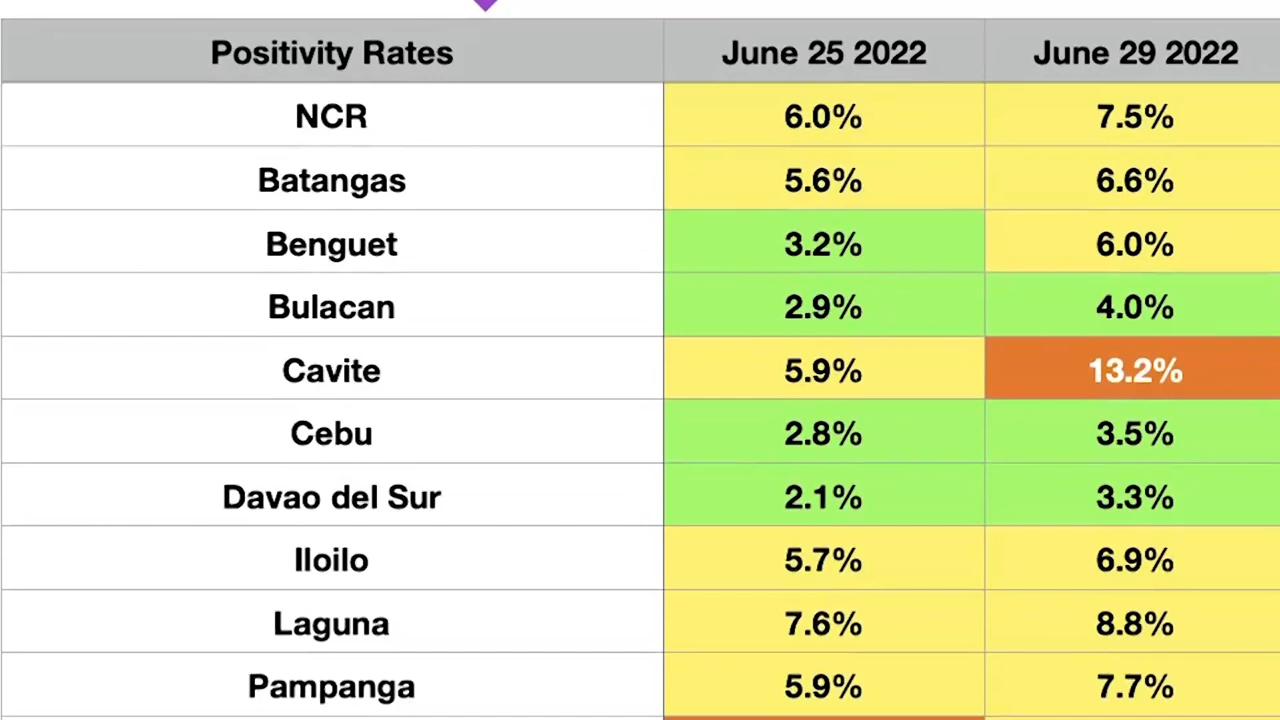 Positivity Rates June 25 2022 June 29 2022
NCR 6.0% 7.5%
Batangas 5.6% 6.6%
Benguet 3.2% 6.0%
Bulacan 2.9% 4.0%
Cavite 5.9% 13.2%
Cebu 2.8% 3.5%
Davao del Sur 2.1% 3.3%
Iloilo 5.7% 6.9%
Laguna 7.6% 8.8%
Pampanga 5.9% 7.7%